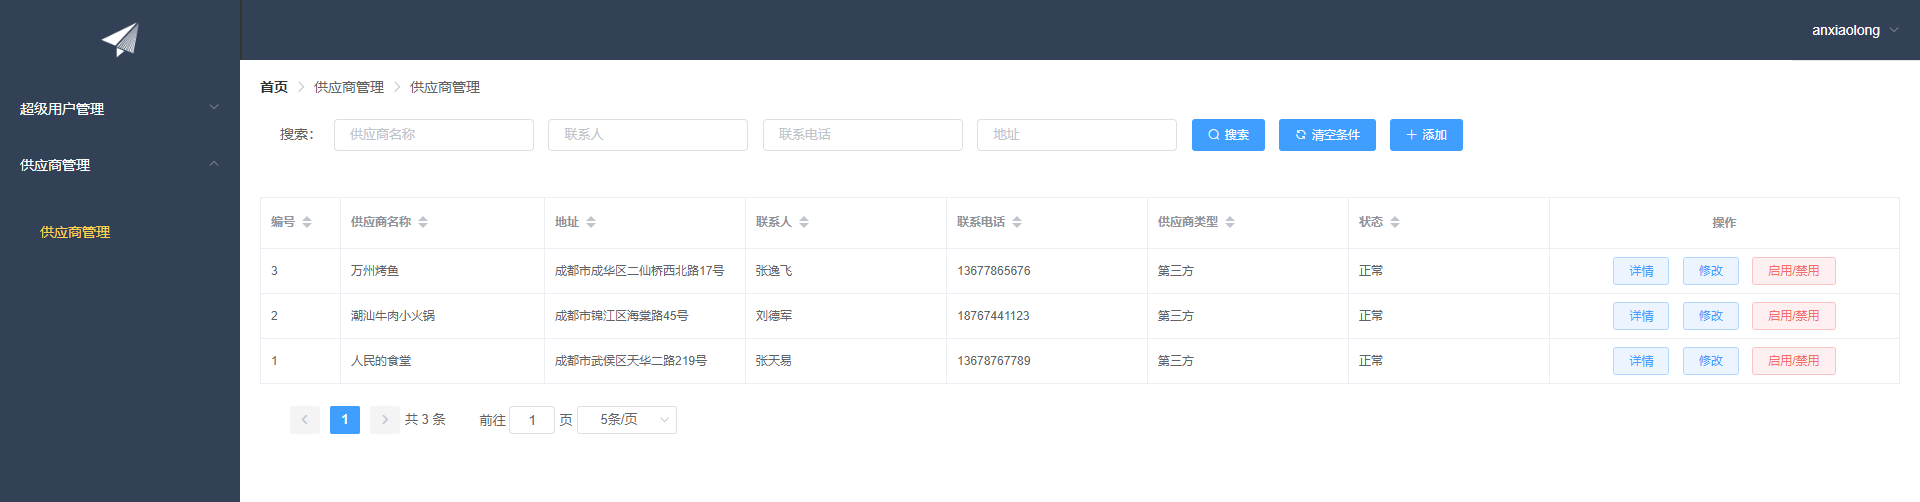 anxiaolong
超级用户管理
供应商管理
供应商管理
首页 供应商管理 供应商管理
搜索： 供应商名称 联系人 联系电话 地址 搜索 清空条件 添加
编号 供应商名称 地址 联系人 联系电话 供应商类型 状态 操作
3 万州烤鱼 成都市成华区二仙桥西北路17号 张逸飞 13677865676 第三方 正常 详情 修改 启用/禁用
2 潮汕牛肉小火锅 成都市锦江区海棠路45号 刘德军 18767441123 第三方 正常 详情 修改 启用/禁用
1 人民的食堂 成都市武侯区天华二路219号 张天易 13678767789 第三方 正常 详情 修改 启用/禁用
1 共 3 条 前往 1 页 5条/页